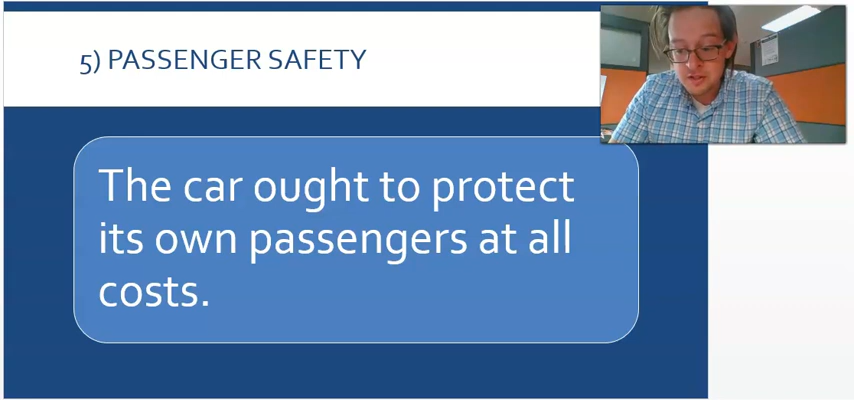 5) PASSENGER SAFETY
The car ought to protect
its own passengers at all
costs.